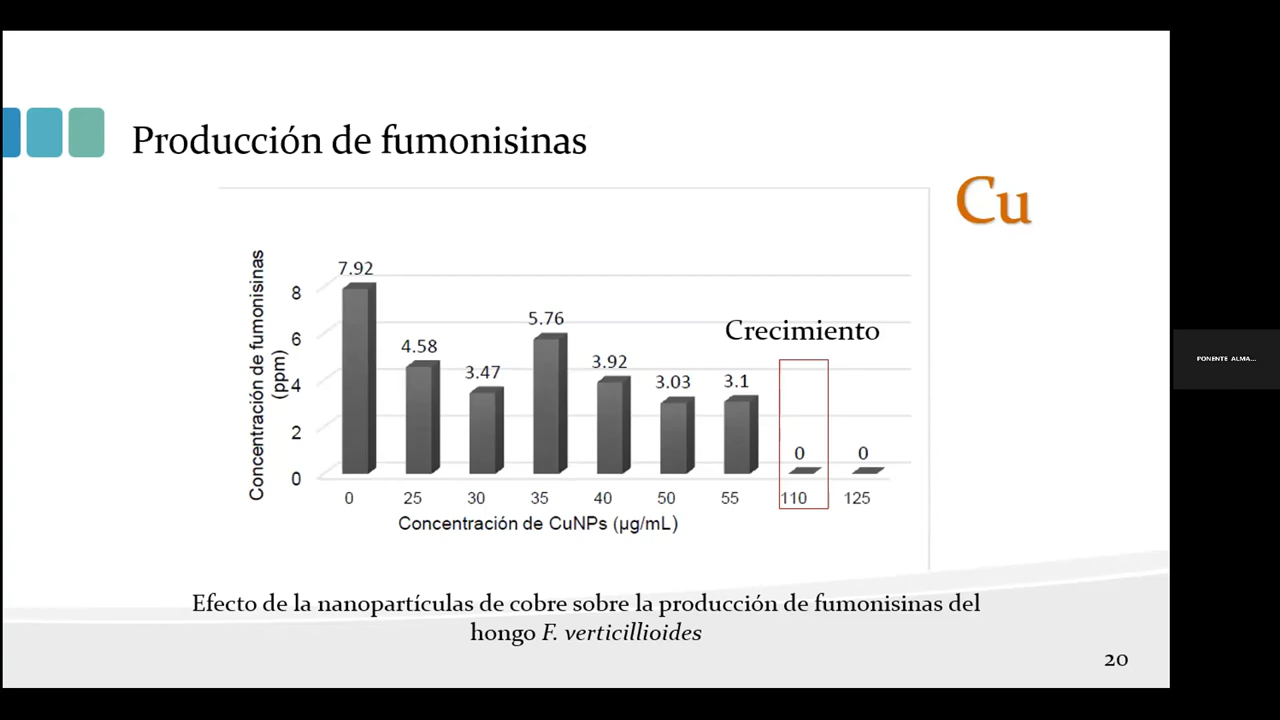 Producción de fumonisinas
Cu
Concentración de fumonisinas
(ppm)
8
6
4
2
0
7.92
4.58
3.47
5.76
3.92
3.03
3.1
0
0
Crecimiento
0 25 30 35 40 50 55 110 125
Concentración de CuNPs (µg/mL)
Efecto de la nanopartículas de cobre sobre la producción de fumonisinas del
hongo F. verticillioides
20
PONENTE ALMA...